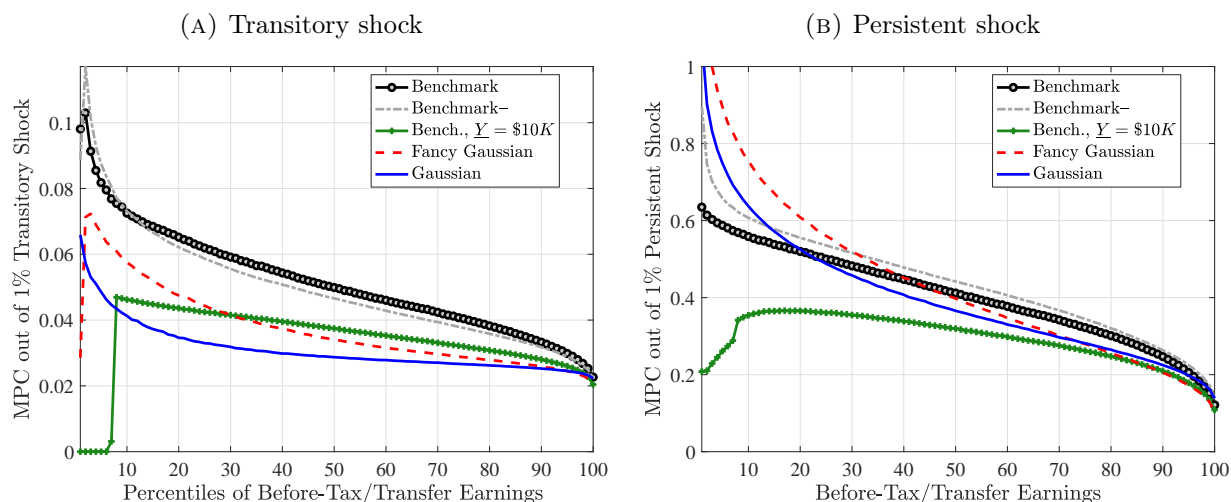 (A) Transitory shock
MPC out of 1% Transitory Shock
0.1
0.08
0.06
0.04
0.02
0
10 20 30 40 50 60 70 80 90 100
Percentiles of Before-Tax/Transfer Earnings
Benchmark
Benchmark−
Bench., Y = $10K
Fancy Gaussian
Gaussian
(B) Persistent shock
MPC out of 1% Persistent Shock
1
0.8
0.6
0.4
0.2
0
10 20 30 40 50 60 70 80 90 100
Before-Tax/Transfer Earnings
Benchmark
Benchmark−
Bench., Y = $10K
Fancy Gaussian
Gaussian